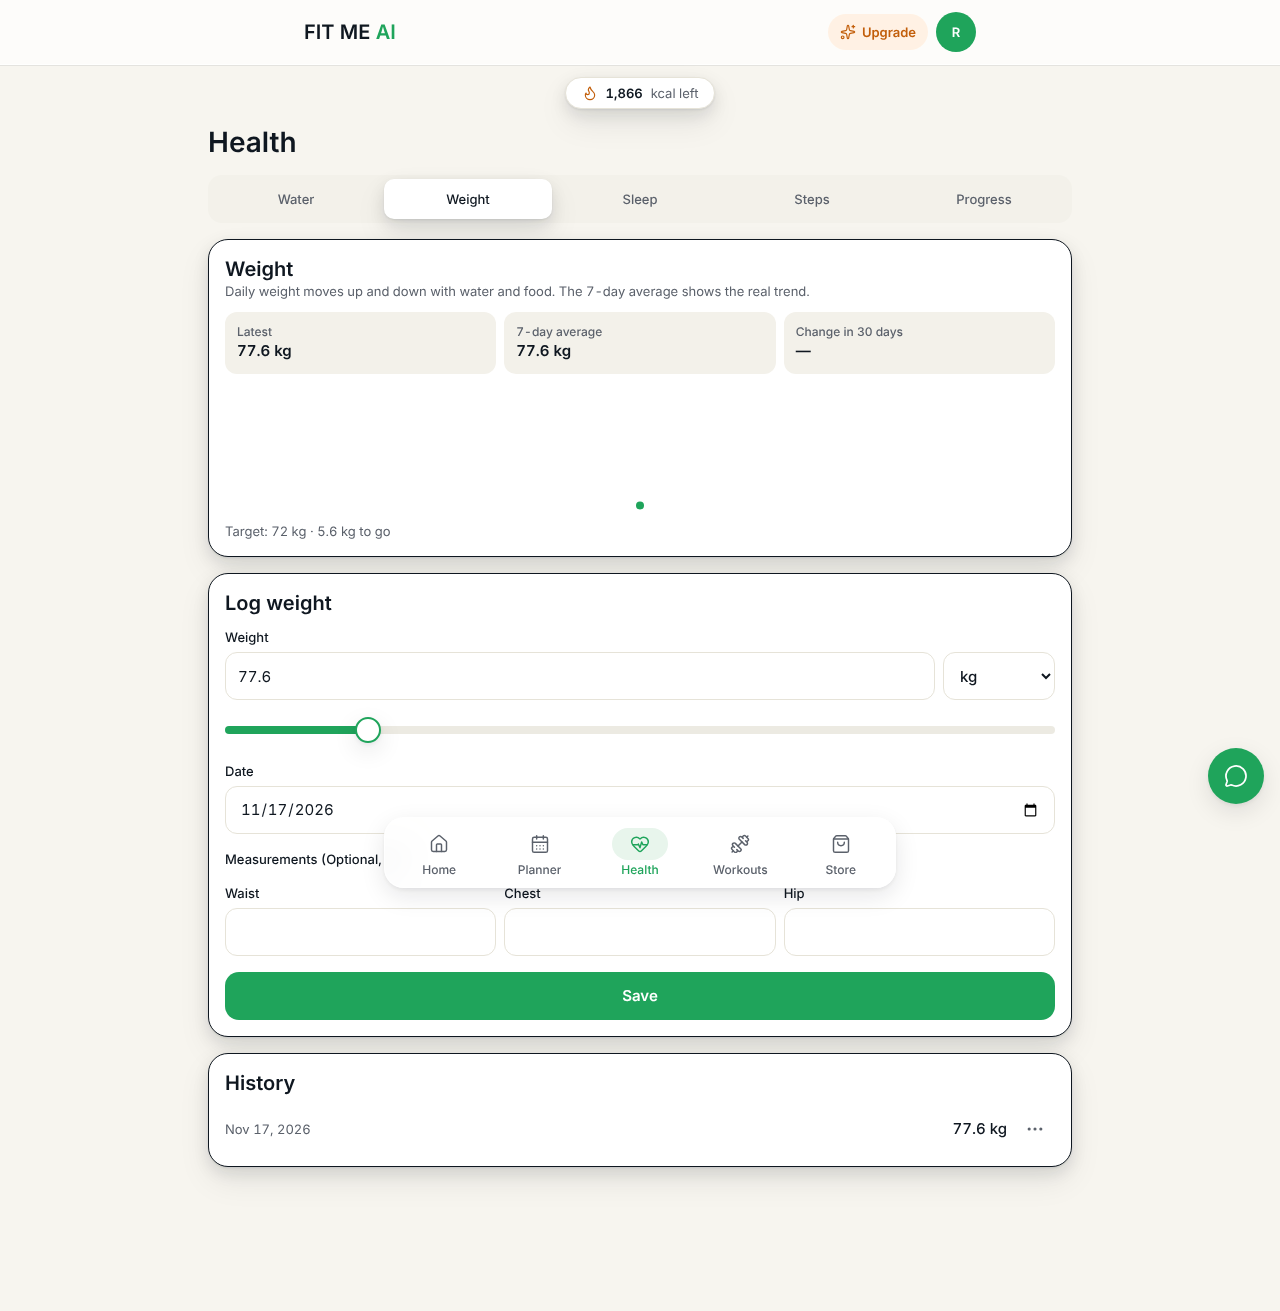 FIT ME AI
Upgrade
R
1,866 kcal left
Health
Water
Weight
Sleep
Steps
Progress
Weight
Daily weight moves up and down with water and food. The 7-day average shows the real trend.
Latest
77.6 kg
7-day average
77.6 kg
Change in 30 days
—
Target: 72 kg · 5.6 kg to go
Log weight
Weight
77.6
kg
Date
11/17/2026
Measurements (Optional,
Home
Planner
Health
Workouts
Store
Waist
Chest
Hip
Save
History
Nov 17, 2026
77.6 kg